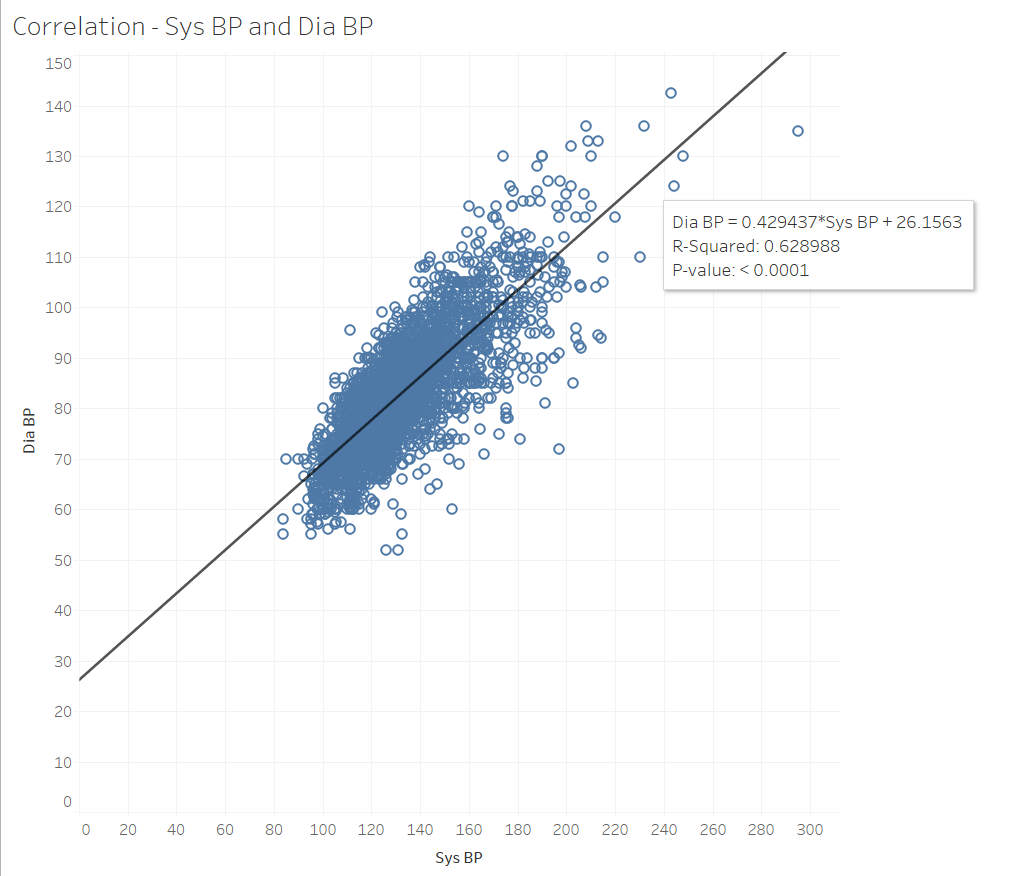 Correlation - Sys BP and Dia BP
150
140
130
120
110
100
90
80
70
60
50
40
30
20
10
0
Dia BP
Dia BP = 0.429437*Sys BP + 26.1563
R-Squared: 0.628988
P-value: < 0.0001
0 20 40 60 80 100 120 140 160 180 200 220 240 260 280 300
Sys BP